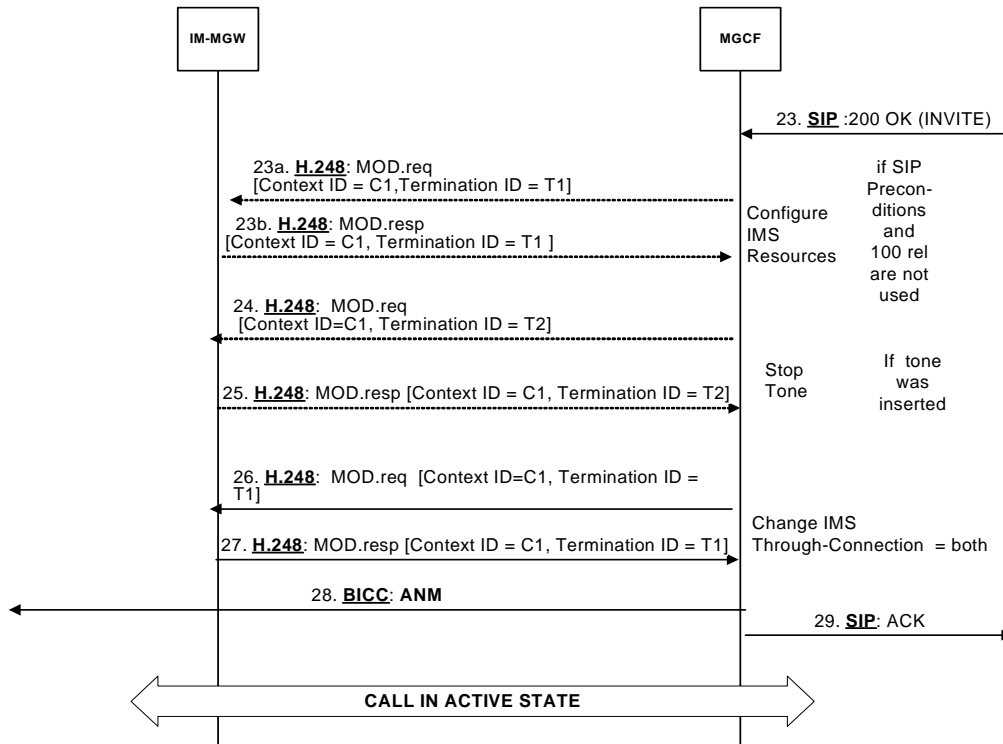 IM-MGW
MGCF
23. SIP :200 OK (INVITE)
23a. H.248: MOD.req
[Context ID = C1,Termination ID = T1]
if SIP
Precon-
ditions
and
100 rel
are not
used
Configure
IMS
Resources
23b. H.248: MOD.resp
[Context ID = C1, Termination ID = T1 ]
24. H.248: MOD.req
[Context ID=C1, Termination ID = T2]
Stop
Tone
If tone
was
inserted
25. H.248: MOD.resp [Context ID = C1, Termination ID = T2]
26. H.248: MOD.req [Context ID=C1, Termination ID =
T1]
Change IMS
Through-Connection = both
27. H.248: MOD.resp [Context ID = C1, Termination ID = T1]
28. BICC: ANM
29. SIP: ACK
CALL IN ACTIVE STATE